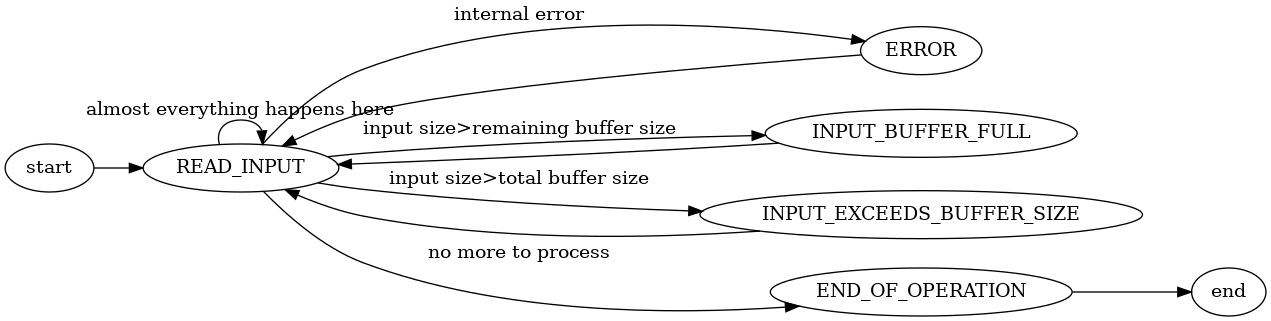 internal error
ERROR
almost everything happens here
input size>remaining buffer size
INPUT_BUFFER_FULL
start
READ_INPUT
input size>total buffer size
INPUT_EXCEEDS_BUFFER_SIZE
no more to process
END_OF_OPERATION
end